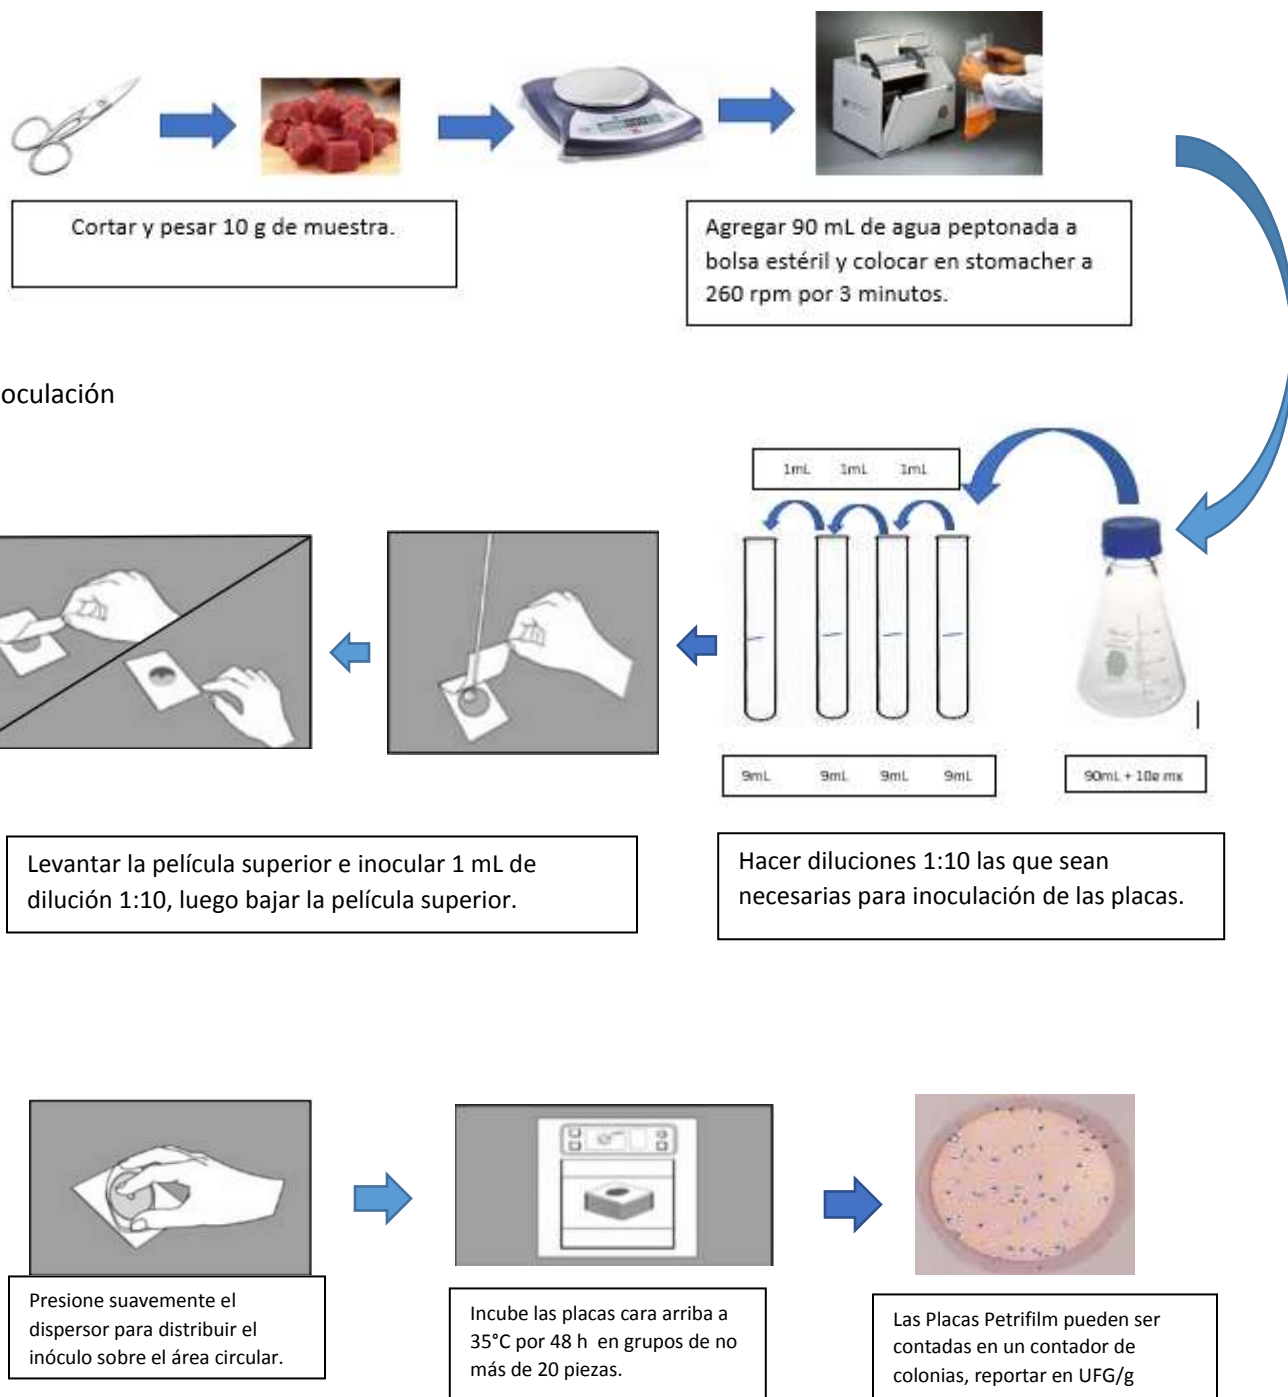 Cortar y pesar 10 g de muestra.
Agregar 90 mL de agua peptonada a
bolsa estéril y colocar en stomacher a
260 rpm por 3 minutos.
oculación
1mL 1mL 1mL
9mL 9mL 9mL 9mL
90mL + 10g mx
Levantar la película superior e inocular 1 mL de
dilución 1:10, luego bajar la película superior.
Hacer diluciones 1:10 las que sean
necesarias para inoculación de las placas.
Presione suavemente el
dispersor para distribuir el
inóculo sobre el área circular.
Incube las placas cara arriba a
35°C por 48 h en grupos de no
más de 20 piezas.
Las Placas Petrifilm pueden ser
contadas en un contador de
colonias, reportar en UFG/g